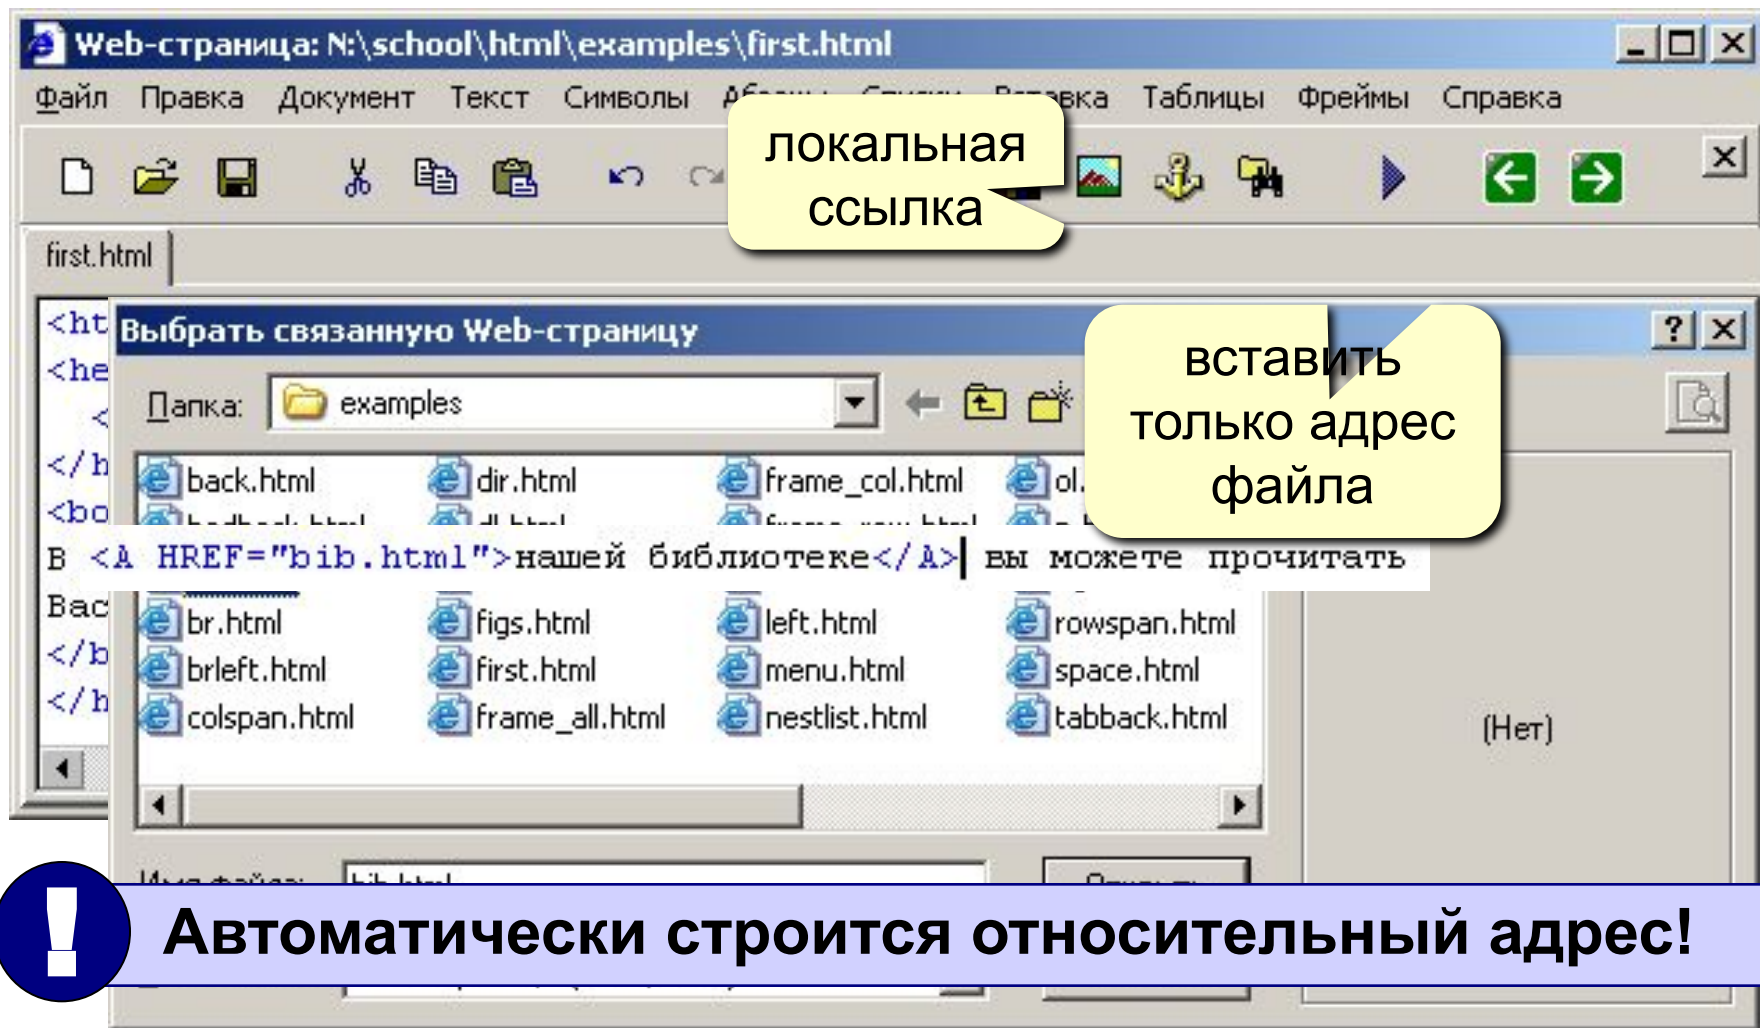 Web-страница: N:\school\html\examples\first.html
Файл Правка Документ Текст Символы Таблицы Фреймы Справка
локальная
ссылка
first.html
Выбрать связанную Web-страницу
вставить
только адрес
файла
Папка: examples
back.html dir.html frame_col.html
В <A HREF="bib.html">нашей библиотеке</A> вы можете прочитать
br.html figs.html left.html rowspan.html
brleft.html first.html menu.html space.html
colspan.html frame_all.html nestlist.html tabback.html
(Нет)
! Автоматически строится относительный адрес!